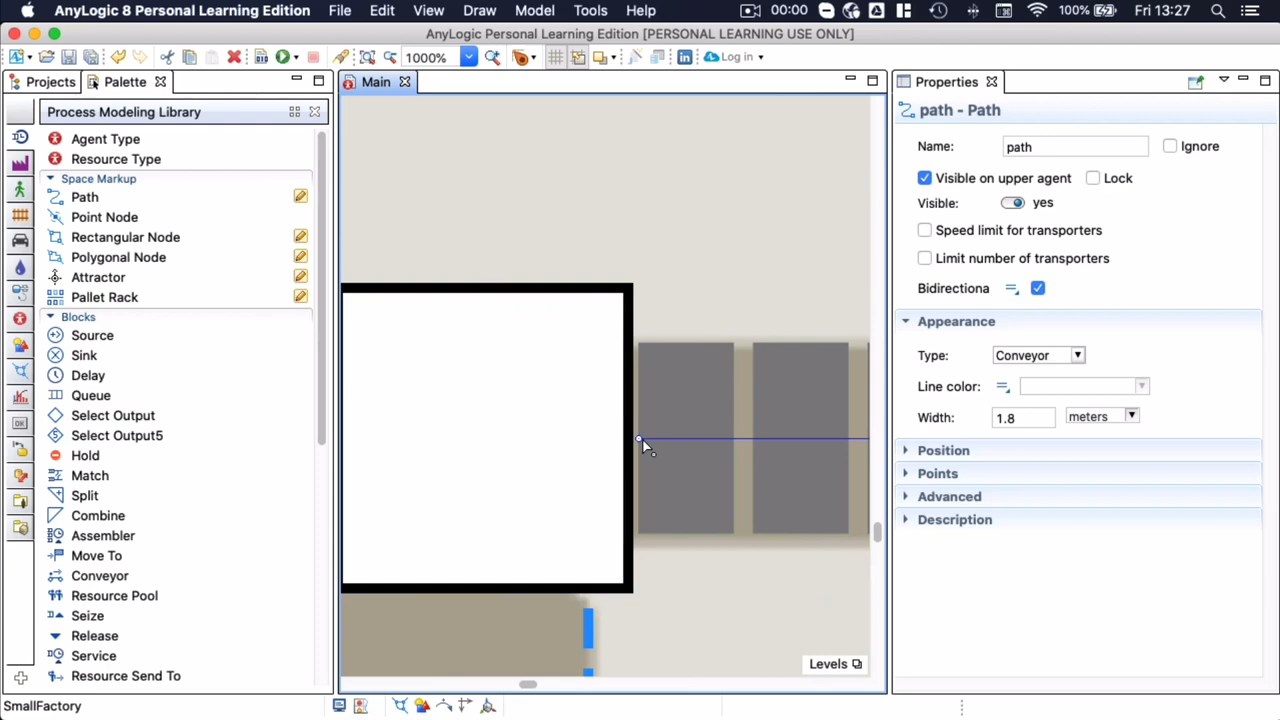 AnyLogic 8 Personal Learning Edition File Edit View Draw Model Tools Help 00:00 100% Fri 13:27
AnyLogic Personal Learning Edition [PERSONAL LEARNING USE ONLY]
1000% Log in
Projects Palette
Main
Properties
Process Modeling Library
Agent Type
Resource Type
Space Markup
Path
Point Node
Rectangular Node
Polygonal Node
Attractor
Pallet Rack
Blocks
Source
Sink
Delay
Queue
Select Output
Select Output5
Hold
Match
Split
Combine
Assembler
Move To
Conveyor
Resource Pool
Seize
Release
Service
Resource Send To
Levels
path - Path
Name: path Ignore
Visible on upper agent Lock
Visible: yes
Speed limit for transporters
Limit number of transporters
Bidirectiona
Appearance
Type: Conveyor
Line color:
Width: 1.8 meters
Position
Points
Advanced
Description
SmallFactory